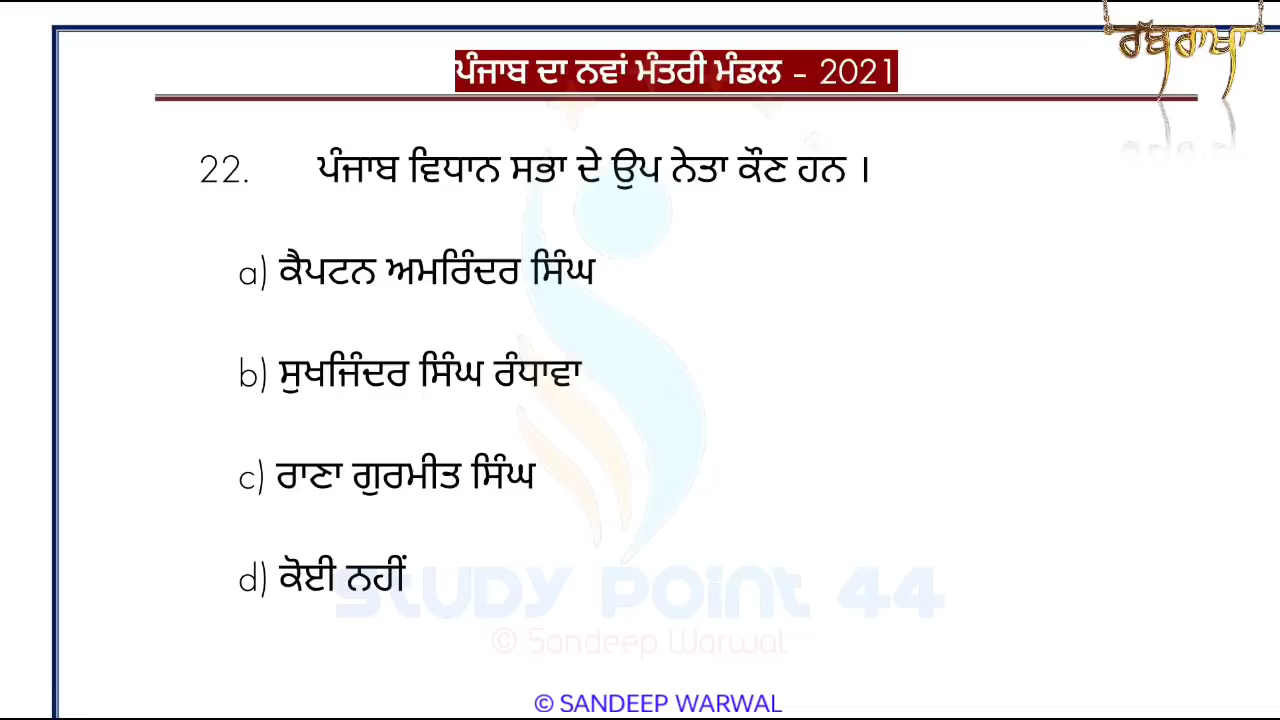 ਰੱਬ ਰਾਖਾ
ਪੰਜਾਬ ਦਾ ਨਵਾਂ ਮੰਤਰੀ ਮੰਡਲ – 2021
22. ਪੰਜਾਬ ਵਿਧਾਨ ਸਭਾ ਦੇ ਉਪ ਨੇਤਾ ਕੌਣ ਹਨ ।
a) ਕੈਪਟਨ ਅਮਰਿੰਦਰ ਸਿੰਘ
b) ਸੁਖਜਿੰਦਰ ਸਿੰਘ ਰੰਧਾਵਾ
c) ਰਾਣਾ ਗੁਰਮੀਤ ਸਿੰਘ
d) ਕੋਈ ਨਹੀਂ
STUDY POINT 44
© Sandeep Warwal
© SANDEEP WARWAL